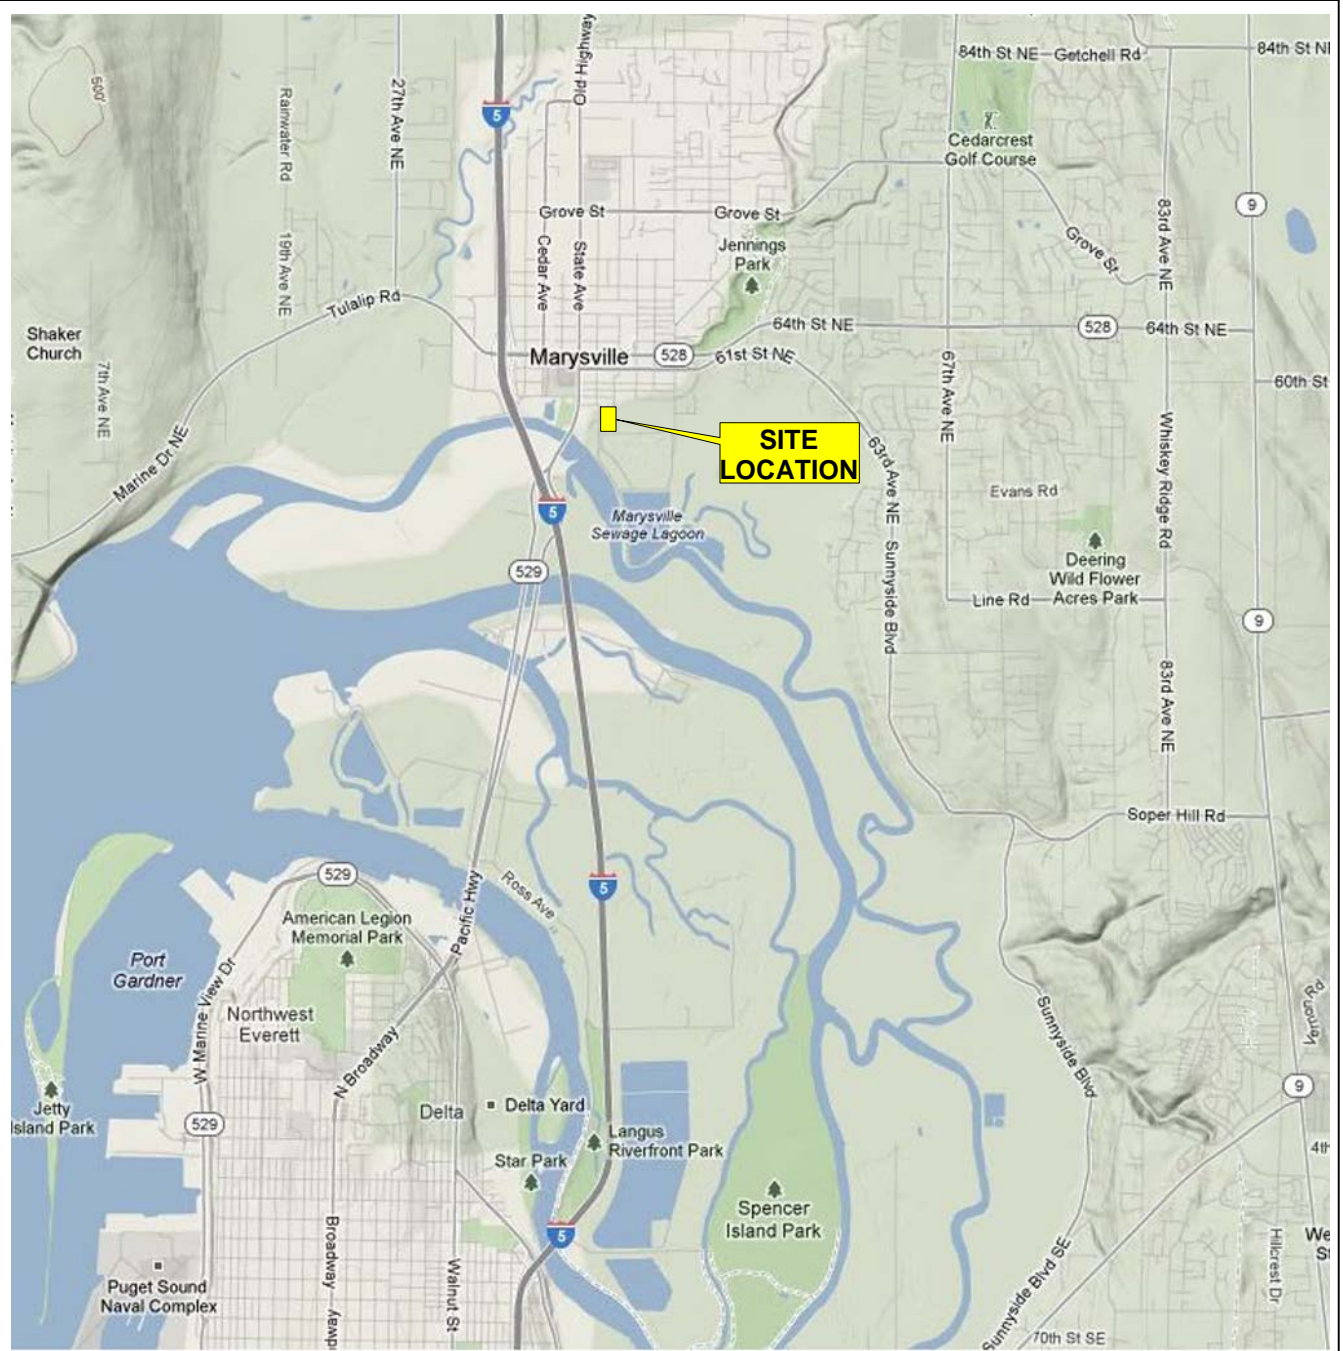 Old Highway
84th St NE
Getchell Rd
84th St NE
600'
27th Ave NE
Rainwater Rd
5
Cedarcrest
Golf Course
9
83rd Ave NE
Grove St
Grove St
Grove St
19th Ave NE
Cedar Ave
State Ave
Jennings
Park
Tulalip Rd
64th St NE
528
64th St NE
Shaker
Church
Marysville
528
61st St NE
7th Ave NE
67th Ave NE
60th St
SITE
LOCATION
Whiskey Ridge Rd
Marine Dr NE
63rd Ave NE
Evans Rd
5
Marysville
Sewage Lagoon
529
Deering
Wild Flower
Acres Park
Sunnyside Blvd
Line Rd
9
83rd Ave NE
Soper Hill Rd
529
Pacific Hwy
Ross Ave
5
American Legion
Memorial Park
Port
Gardner
W Marine View Dr
Northwest
Everett
Vernon Rd
Sunnyside Blvd
N Broadway
9
Jetty
Island Park
529
Delta
Delta Yard
Langus
Riverfront Park
4th
Star Park
Spencer
Island Park
5
Broadway
Walnut St
Hillcrest Dr
We
S
Puget Sound
Naval Complex
Sunnyside Blvd SE
dway
70th St SE